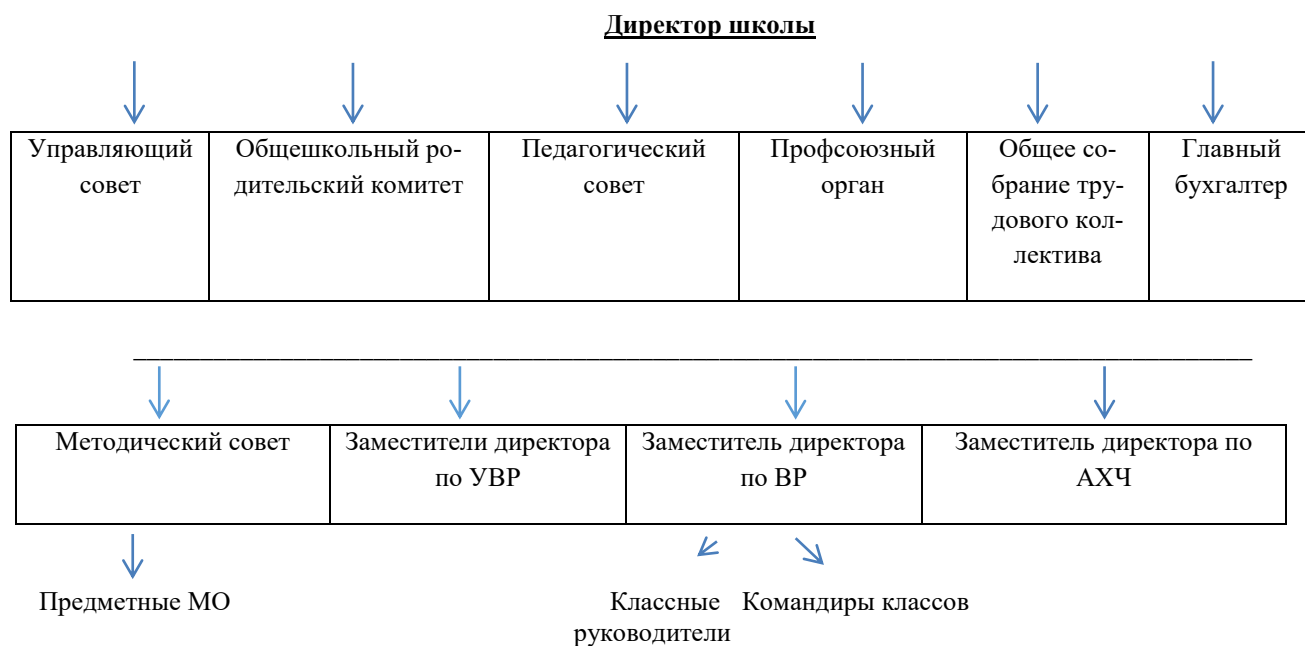 Директор школы
Управляющий
совет
Общешкольный ро-
дительский комитет
Педагогический
совет
Профсоюзный
орган
Общее со-
брание тру-
дового кол-
лектива
Главный
бухгалтер
Методический совет
Заместители директора
по УВР
Заместитель директора
по ВР
Заместитель директора по
АХЧ
Предметные МО
Классные
руководители
Командиры классов